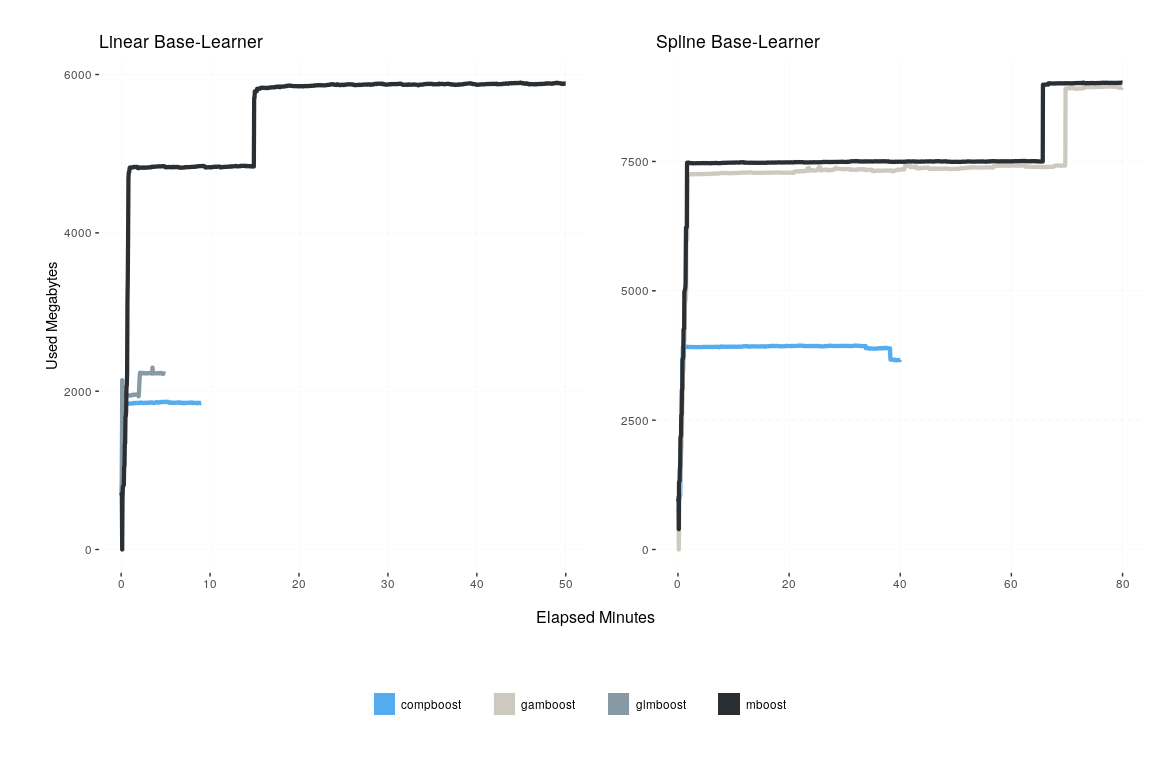 Linear Base-Learner
Used Megabytes
6000
4000
2000
0
0 10 20 30 40 50
Spline Base-Learner
7500
5000
2500
0
0 20 40 60 80
Elapsed Minutes
compboost gamboost glmboost mboost